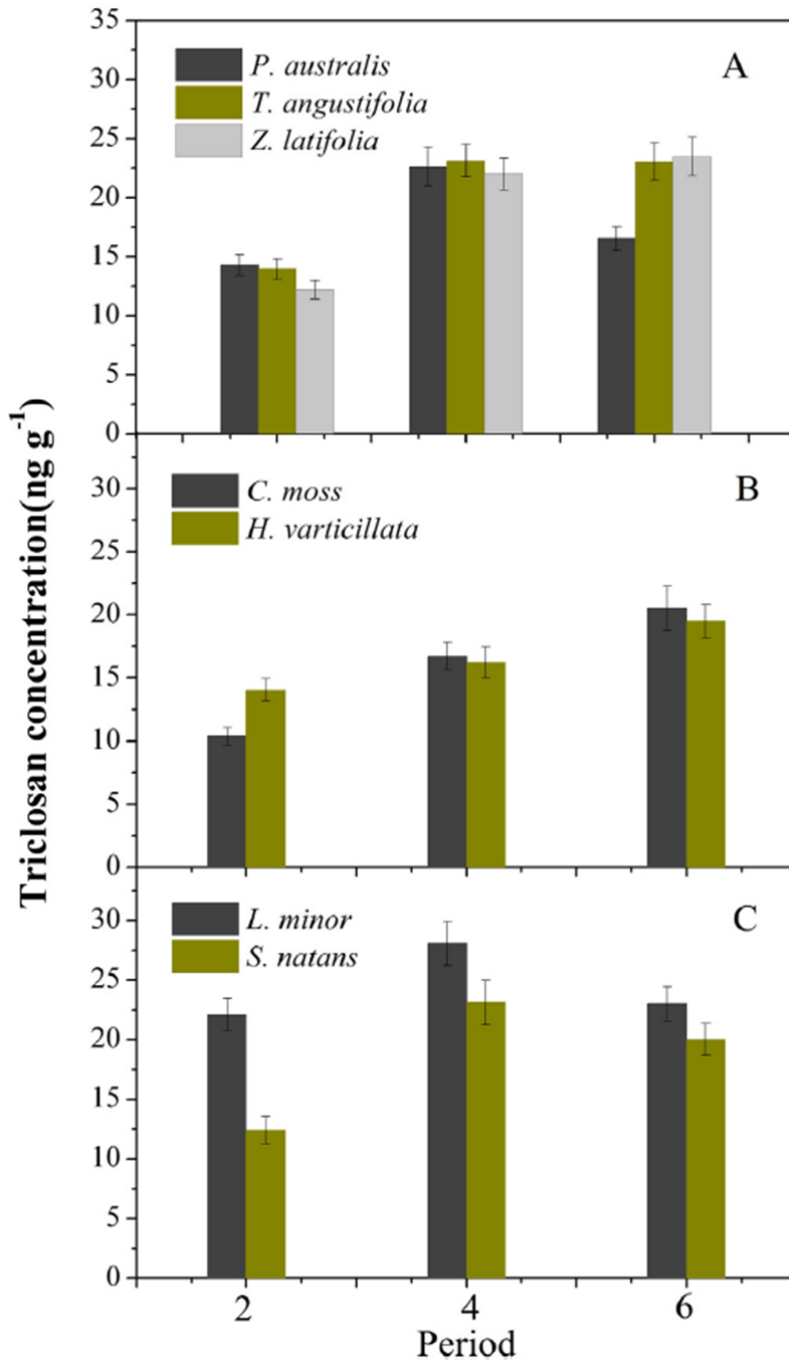 Triclosan concentration(ng g⁻¹)
35
30
25
20
15
10
5
0
P. australis
T. angustifolia
Z. latifolia
A
30
25
20
15
10
5
0
C. moss
H. varticillata
B
30
25
20
15
10
5
0
L. minor
S. natans
C
2 4 6
Period